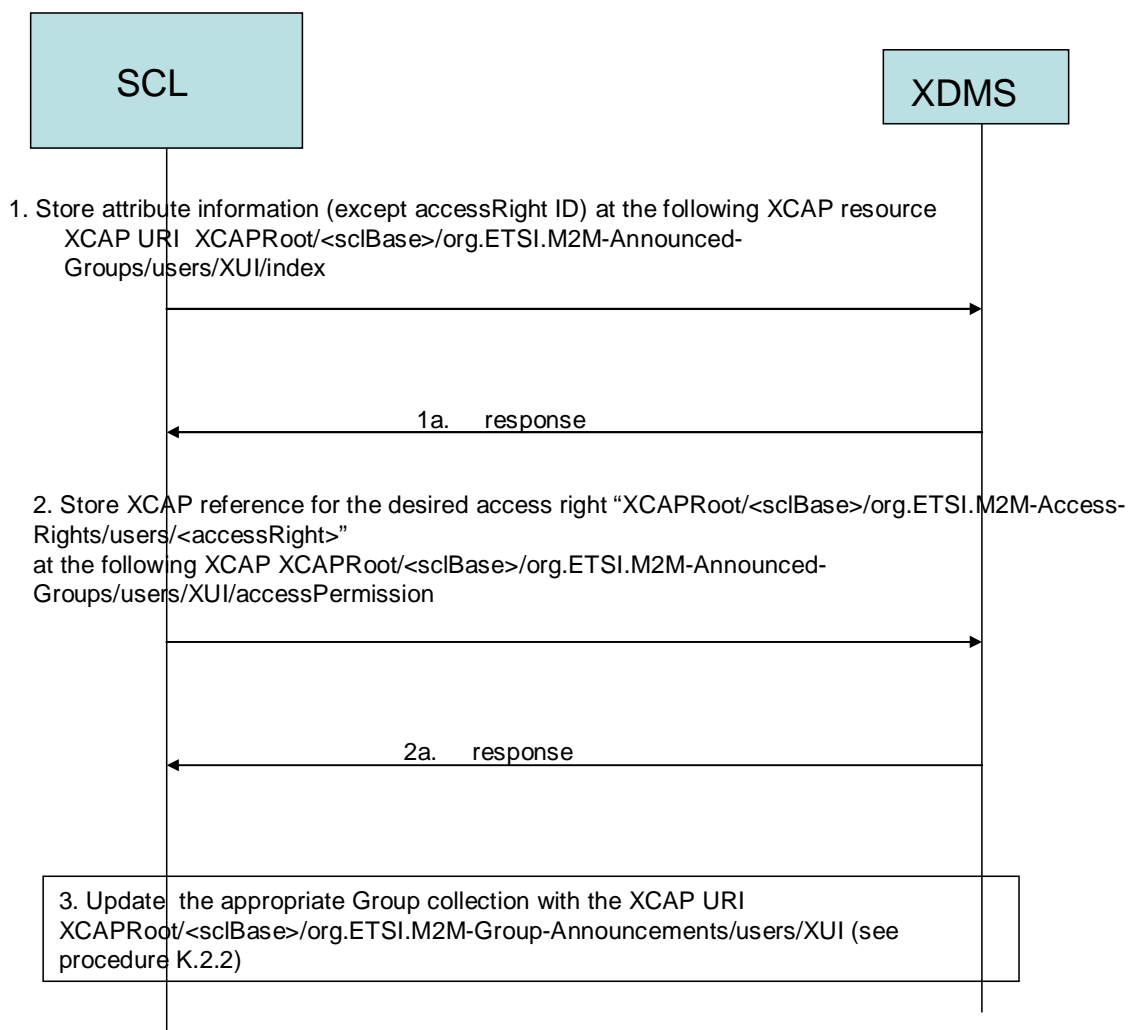 SCL
XDMS
1. Store attribute information (except accessRight ID) at the following XCAP resource
XCAP URI XCAPRoot/<sclBase>/org.ETSI.M2M-Announced-
Groups/users/XUI/index
1a. response
2. Store XCAP reference for the desired access right “XCAPRoot/<sclBase>/org.ETSI.M2M-Access-
Rights/users/<accessRight>”
at the following XCAP XCAPRoot/<sclBase>/org.ETSI.M2M-Announced-
Groups/users/XUI/accessPermission
2a. response
3. Update the appropriate Group collection with the XCAP URI
XCAPRoot/<sclBase>/org.ETSI.M2M-Group-Announcements/users/XUI (see
procedure K.2.2)